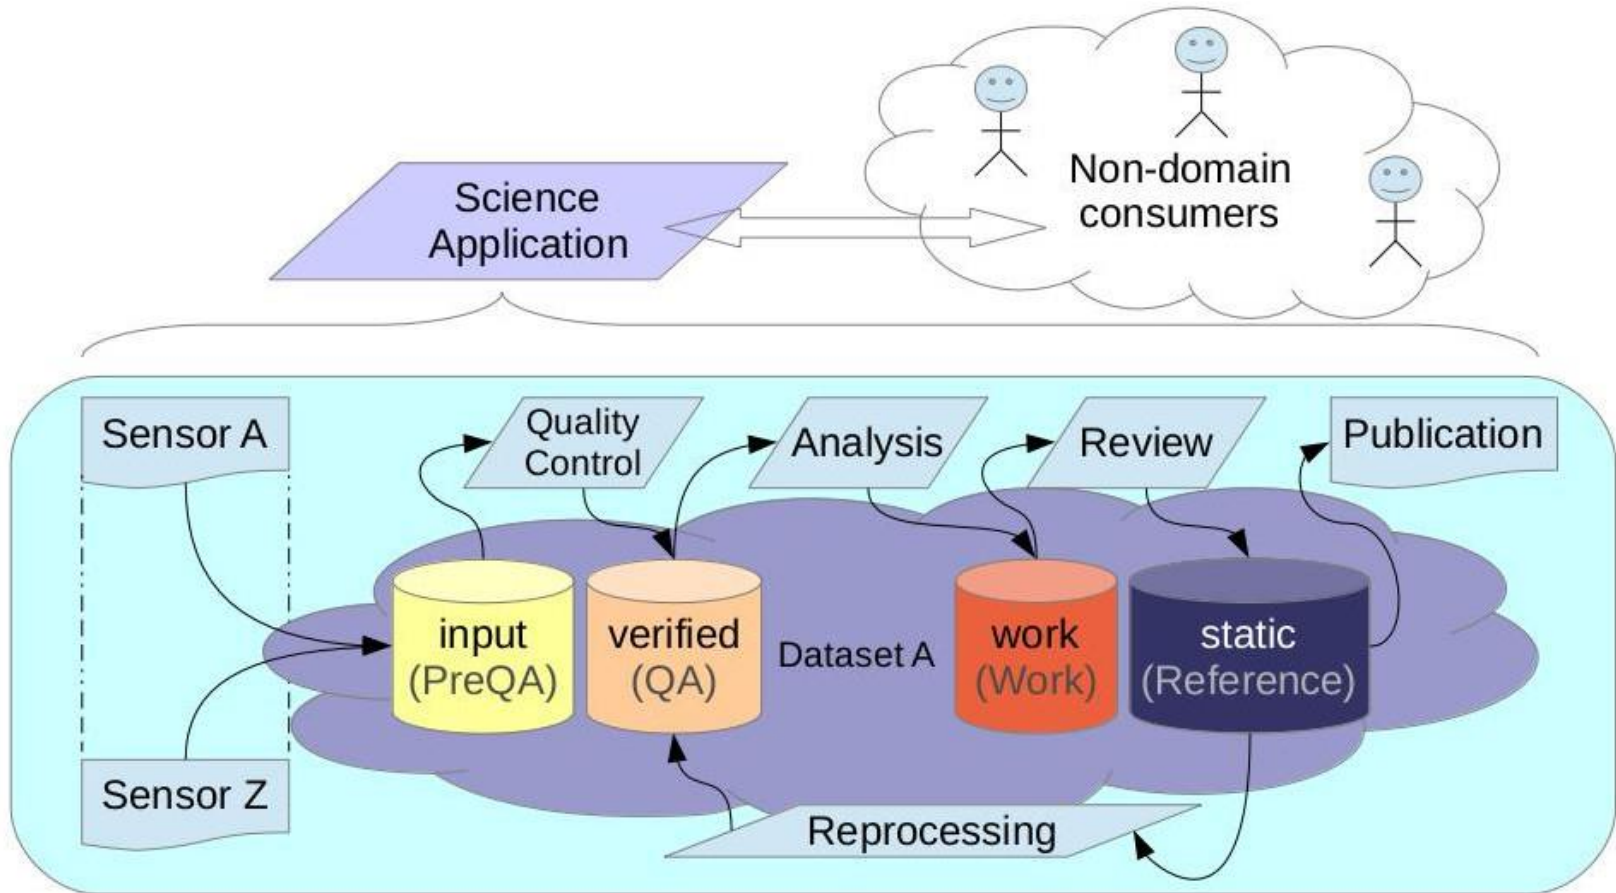 Science
Application
Non-domain
consumers
Sensor A
Quality
Control
Analysis
Review
Publication
input
(PreQA)
verified
(QA)
Dataset A
work
(Work)
static
(Reference)
Sensor Z
Reprocessing